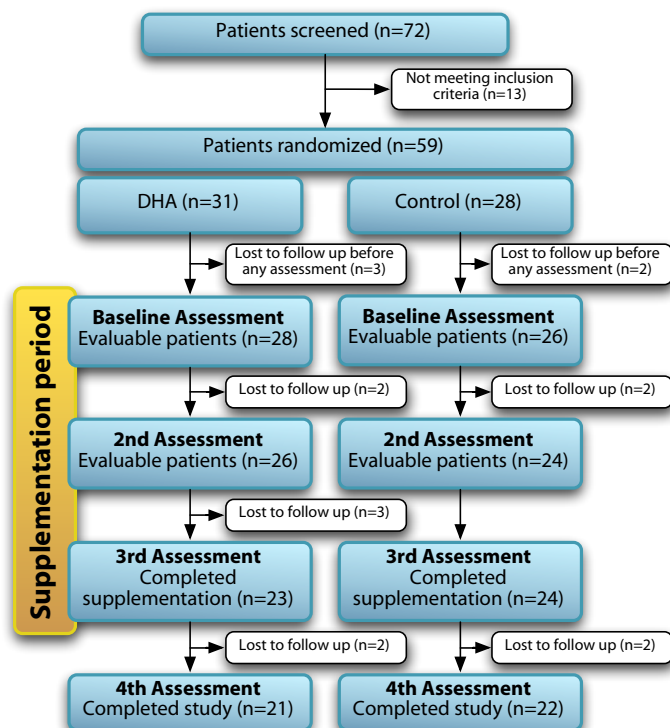 Patients screened (n=72)
Not meeting inclusion
criteria (n=13)
Patients randomized (n=59)
DHA (n=31)
Control (n=28)
Lost to follow up before
any assessment (n=3)
Lost to follow up before
any assessment (n=2)
Supplementation period
Baseline Assessment
Evaluable patients (n=28)
Baseline Assessment
Evaluable patients (n=26)
Lost to follow up (n=2)
Lost to follow up (n=2)
2nd Assessment
Evaluable patients (n=26)
2nd Assessment
Evaluable patients (n=24)
Lost to follow up (n=3)
3rd Assessment
Completed
supplementation (n=23)
3rd Assessment
Completed
supplementation (n=24)
Lost to follow up (n=2)
Lost to follow up (n=2)
4th Assessment
Completed study (n=21)
4th Assessment
Completed study (n=22)